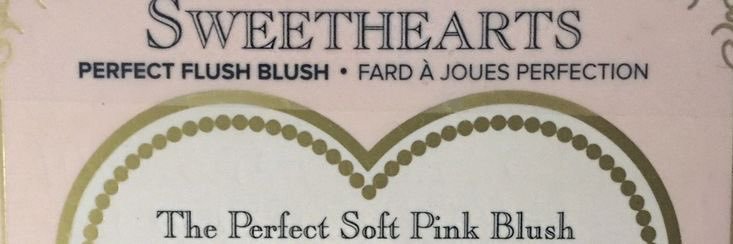 SWEETHEARTS
PERFECT FLUSH BLUSH • FARD À JOUES PERFECTION
The Perfect Soft Pink Blush